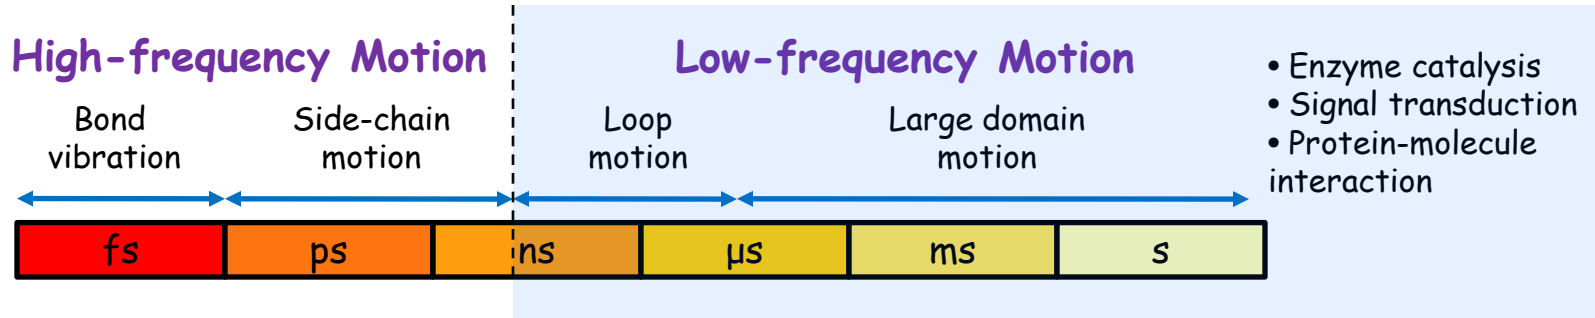 High-frequency Motion
Low-frequency Motion
Bond
vibration
Side-chain
motion
Loop
motion
Large domain
motion
• Enzyme catalysis
• Signal transduction
• Protein-molecule
interaction
fs
ps
ns
μs
ms
s